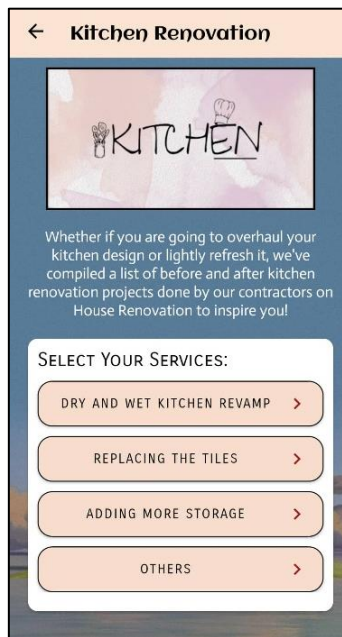 Kitchen Renovation
KITCHEN
Whether if you are going to overhaul your
kitchen design or lightly refresh it, we've
compiled a list of before and after kitchen
renovation projects done by our contractors on
House Renovation to inspire you!
SELECT YOUR SERVICES:
DRY AND WET KITCHEN REVAMP
REPLACING THE TILES
ADDING MORE STORAGE
OTHERS